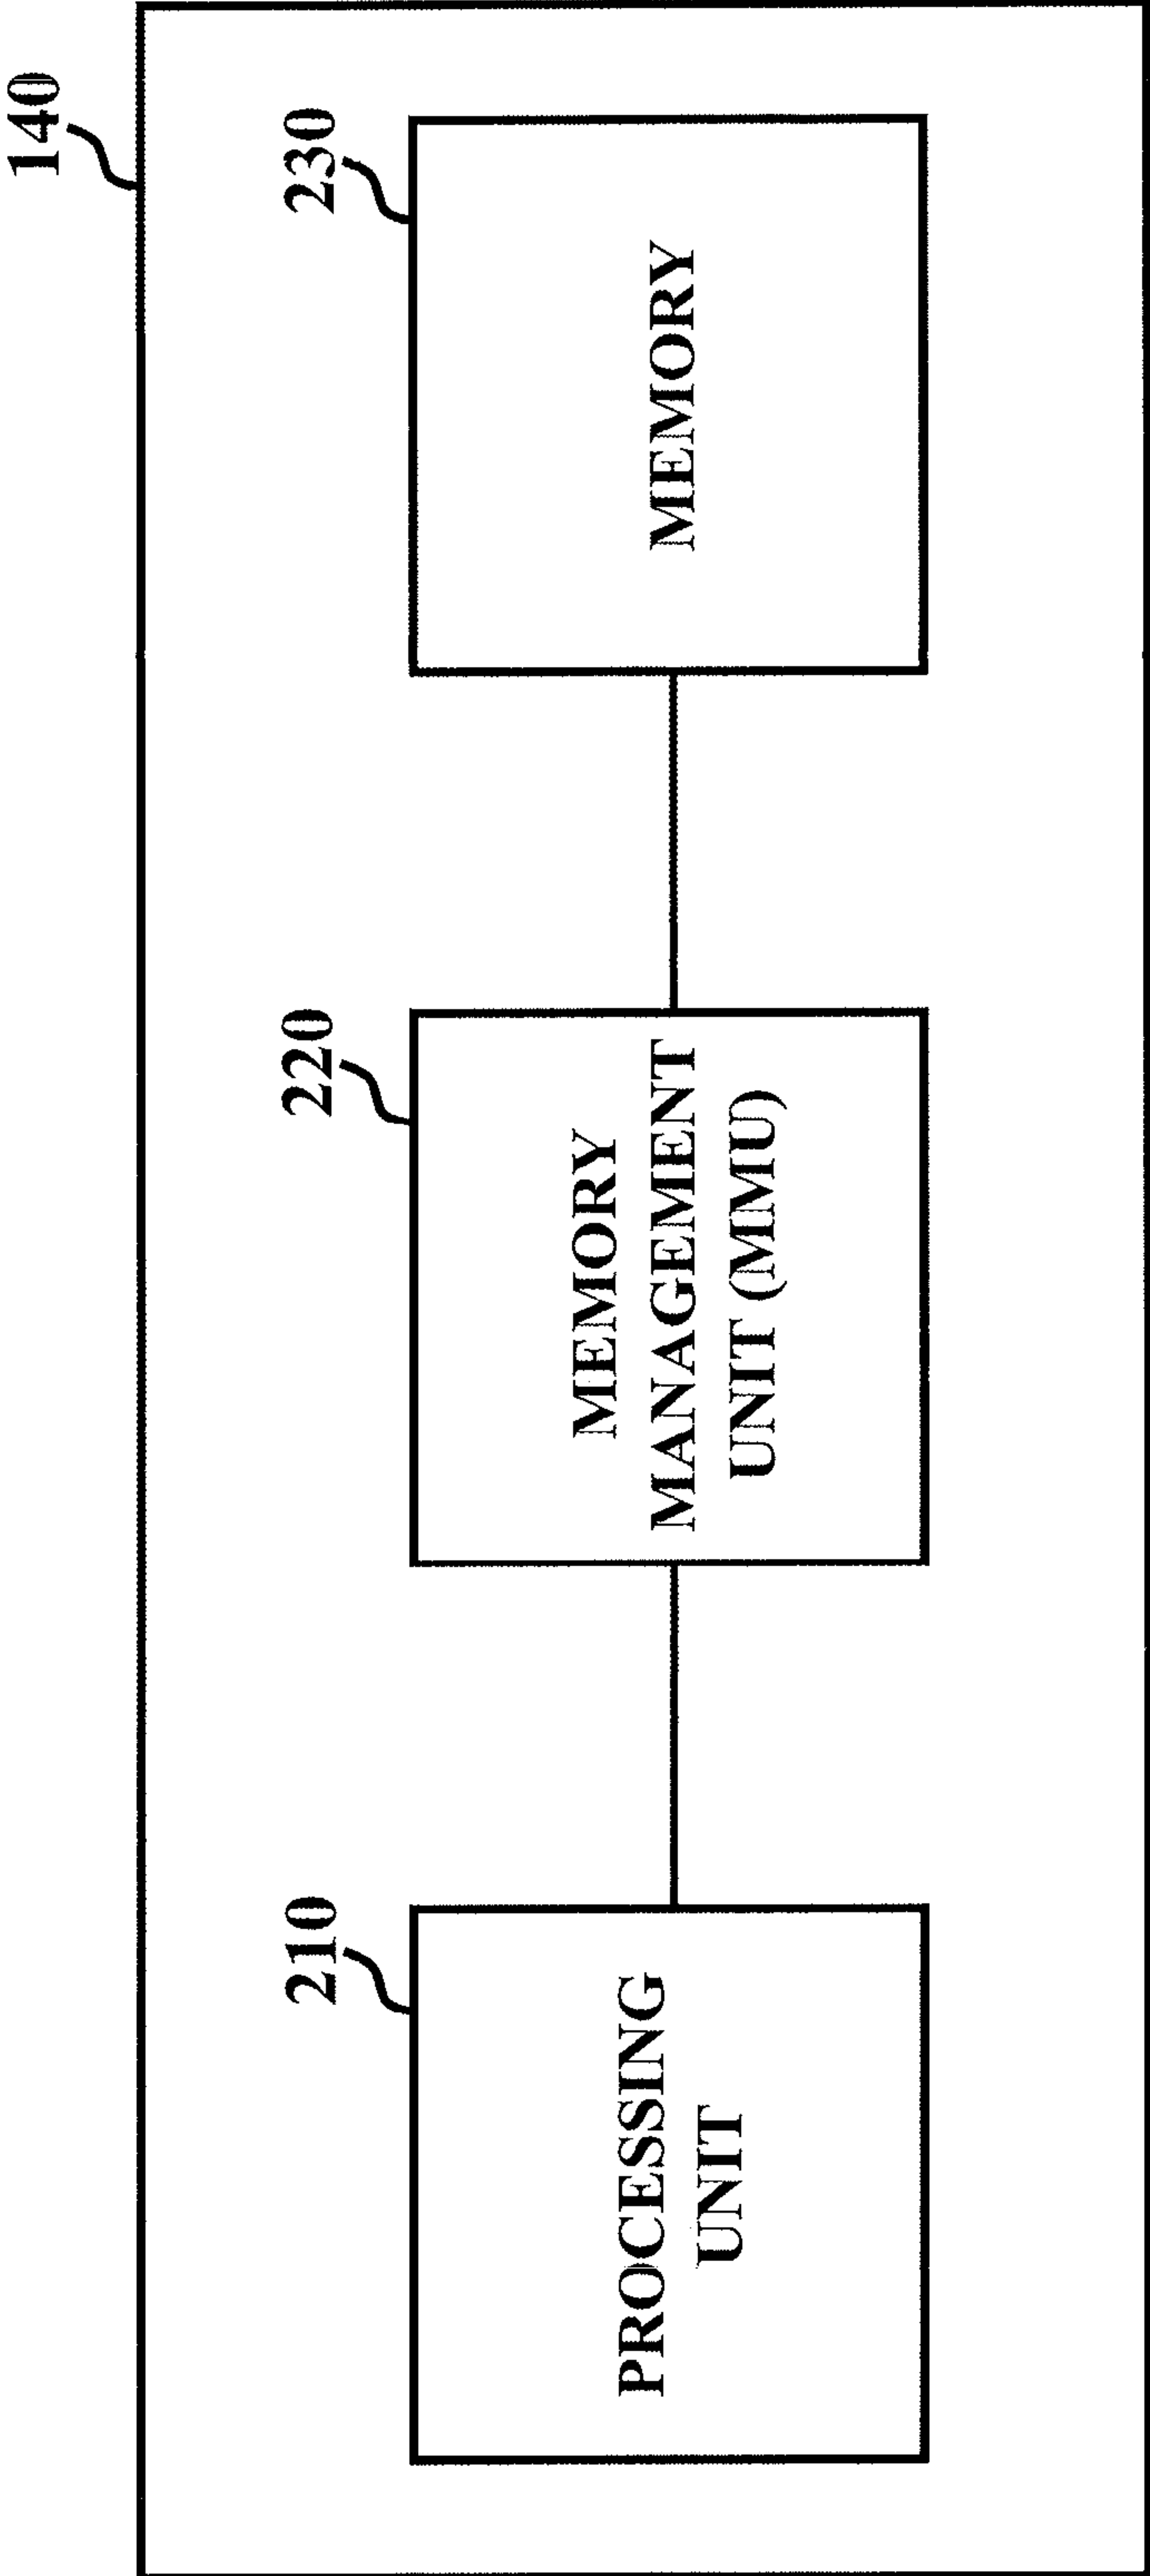 140
210
PROCESSING
UNIT
220
MEMORY
MANAGEMENT
UNIT (MMU)
230
MEMORY